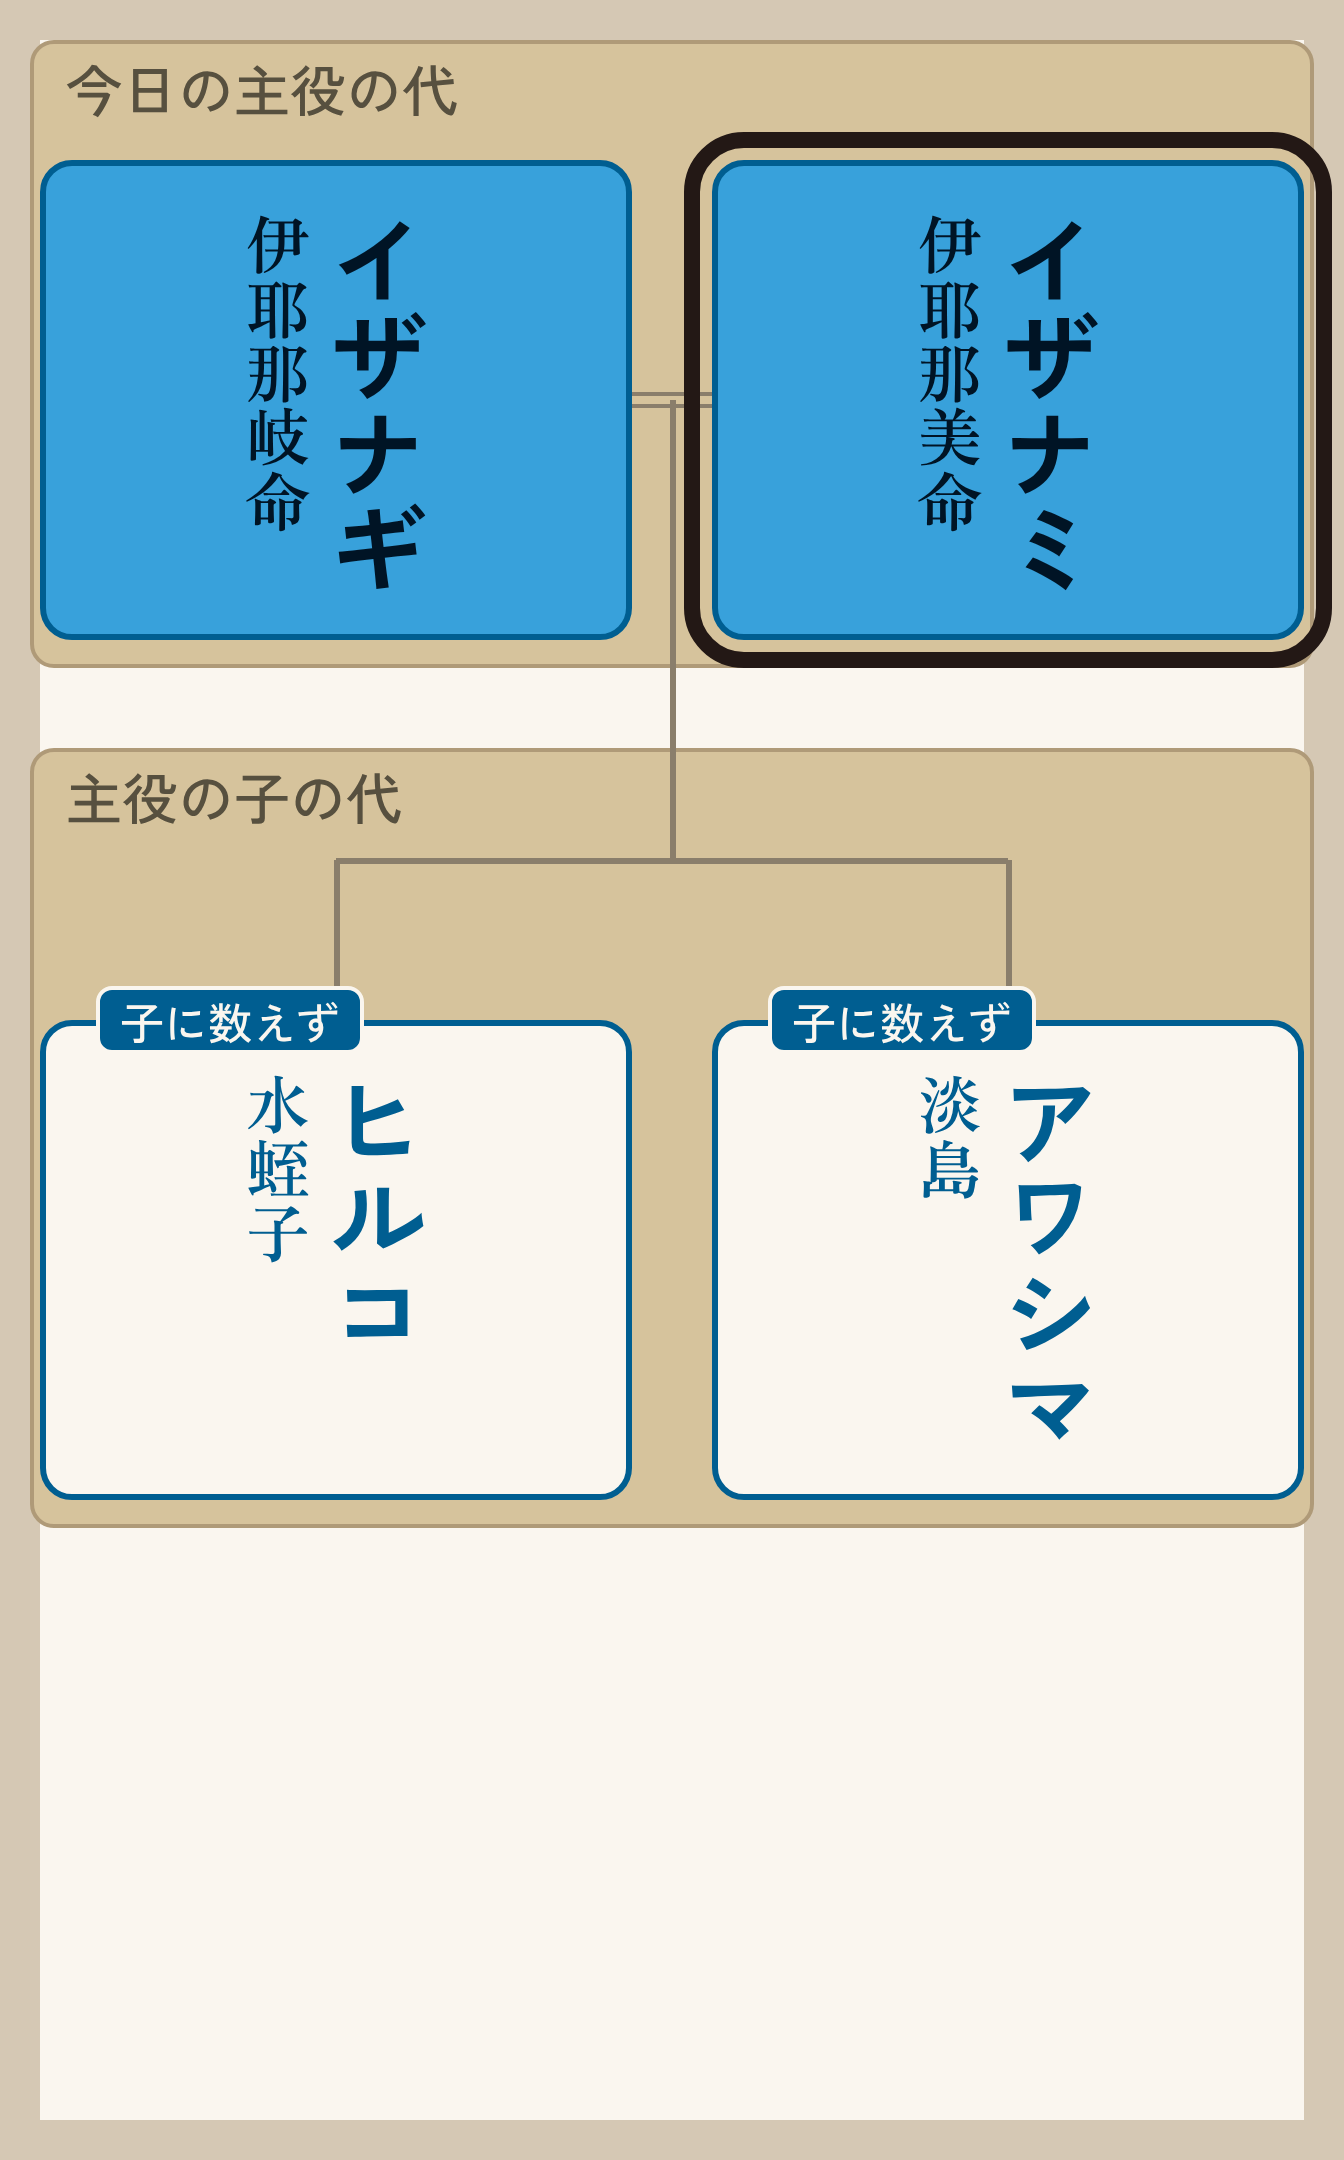 今日の主役の代
イザナギ
伊耶那岐命
イザナミ
伊耶那美命
主役の子の代
子に数えず
ヒルコ
水蛭子
子に数えず
アワシマ
淡島